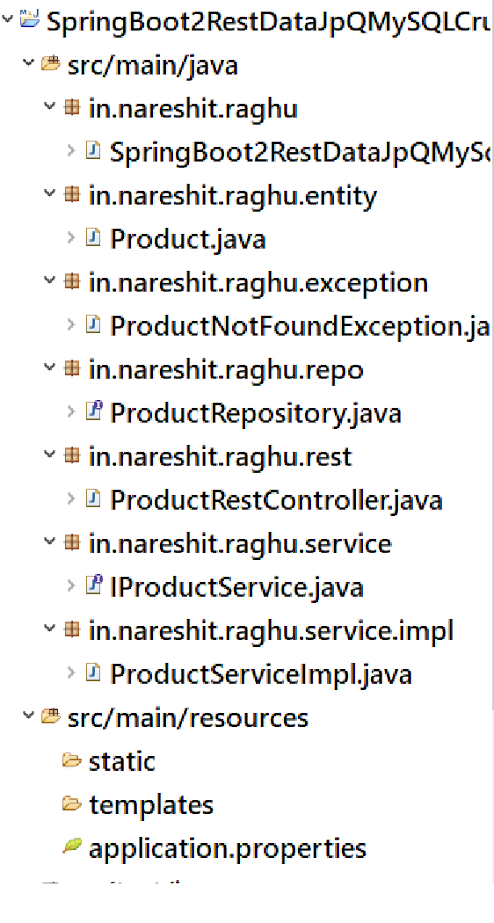 SpringBoot2RestDataJpQMySQLCru
src/main/java
in.nareshit.raghu
SpringBoot2RestDataJpQMySo
in.nareshit.raghu.entity
Product.java
in.nareshit.raghu.exception
ProductNotFoundException.ja
in.nareshit.raghu.repo
ProductRepository.java
in.nareshit.raghu.rest
ProductRestController.java
in.nareshit.raghu.service
IProductService.java
in.nareshit.raghu.service.impl
ProductServiceImpl.java
src/main/resources
static
templates
application.properties